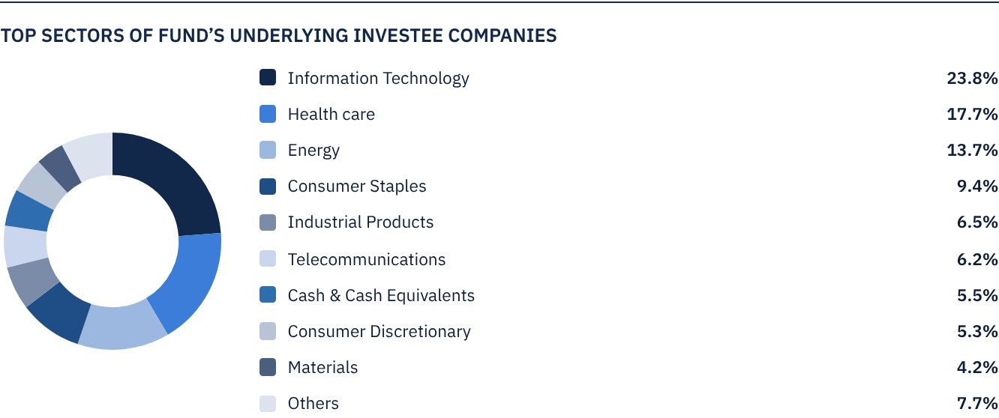 TOP SECTORS OF FUND’S UNDERLYING INVESTEE COMPANIES
Information Technology 23.8%
Health care 17.7%
Energy 13.7%
Consumer Staples 9.4%
Industrial Products 6.5%
Telecommunications 6.2%
Cash & Cash Equivalents 5.5%
Consumer Discretionary 5.3%
Materials 4.2%
Others 7.7%